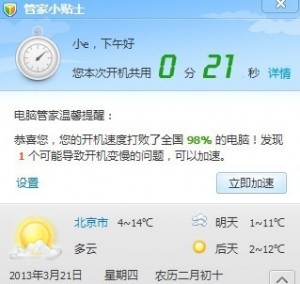 管家小贴士
小e，下午好
您本次开机共用 0 分 21 秒 详情
电脑管家温馨提醒：
恭喜您，您的开机速度打败了全国 98% 的电脑！发现
1 个可能导致开机变慢的问题，可以加速。
设置 立即加速
北京市 4~14℃ 明天 1~11℃
多云 后天 2~12℃
2013年3月21日 星期四 农历二月初十